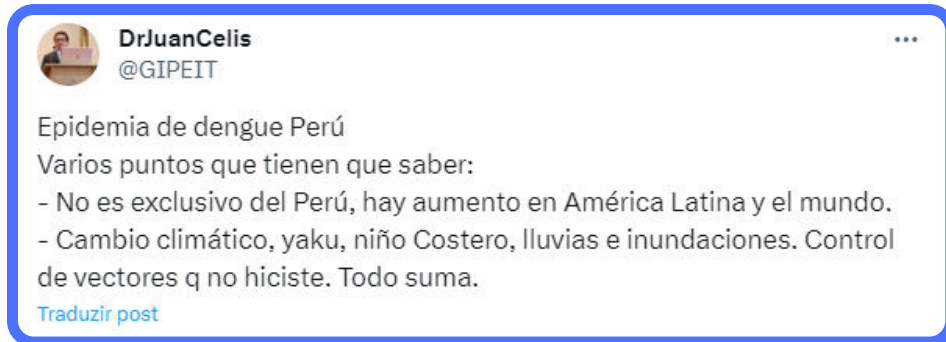 DrJuanCelis
@GIPEIT
Epidemia de dengue Perú
Varios puntos que tienen que saber:
- No es exclusivo del Perú, hay aumento en América Latina y el mundo.
- Cambio climático, yaku, niño Costero, lluvias e inundaciones. Control
de vectores q no hiciste. Todo suma.
Traduzir post